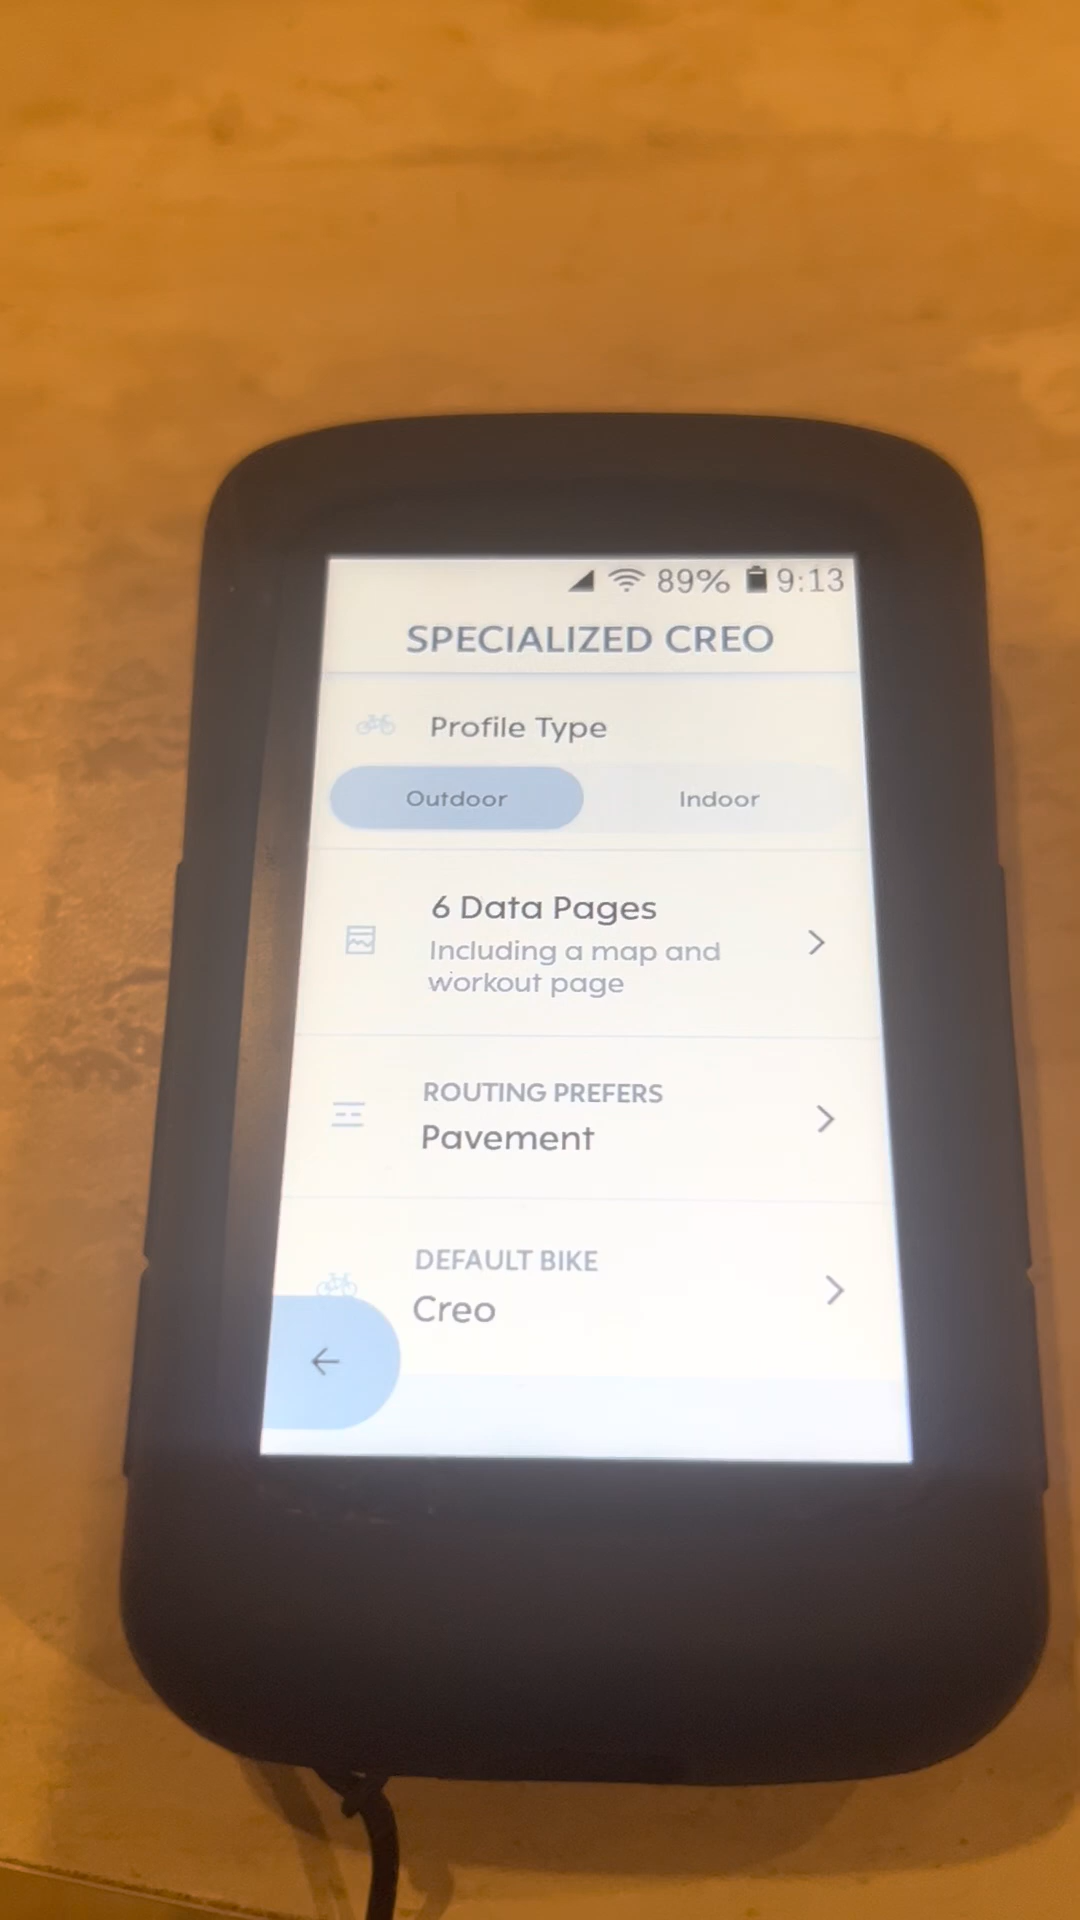 89% 9:13
SPECIALIZED CREO
Profile Type
Outdoor Indoor
6 Data Pages
Including a map and
workout page
ROUTING PREFERS
Pavement
DEFAULT BIKE
Creo